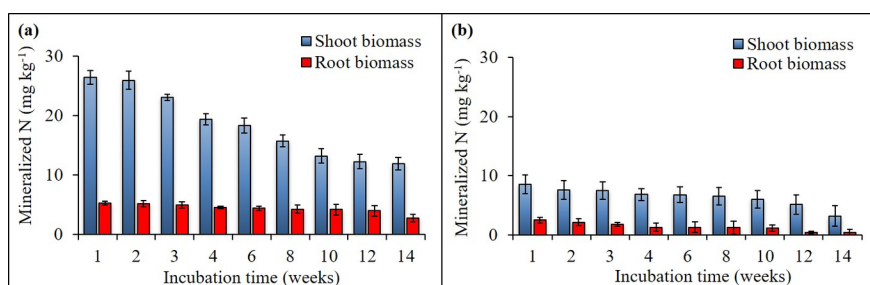 (a)
Shoot biomass
Root biomass
Mineralized N (mg kg⁻¹)
30
20
10
0
1 2 3 4 6 8 10 12 14
Incubation time (weeks)
(b)
Shoot biomass
Root biomass
Mineralized N (mg kg⁻¹)
30
20
10
0
1 2 3 4 6 8 10 12 14
Incubation time (weeks)